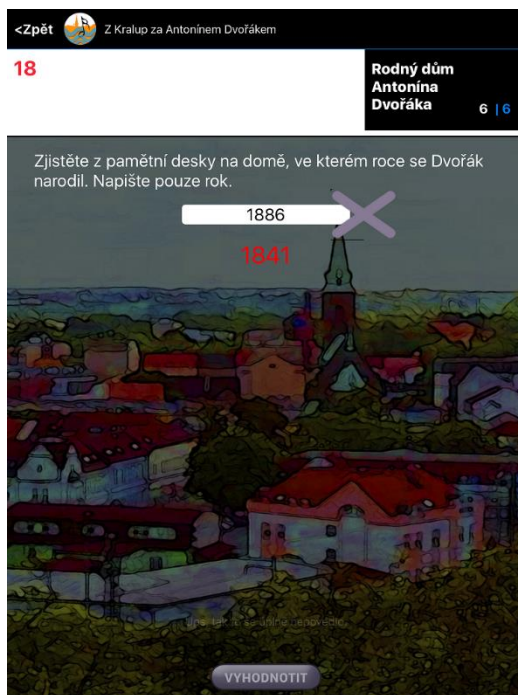 <Zpět
Z Kralup za Antonínem Dvořákem
18
Rodný dům
Antonína
Dvořáka
6 | 6
Zjistěte z pamětní desky na domě, ve kterém roce se Dvořák
narodil. Napište pouze rok.
1886
1841
VYHODNOTIT